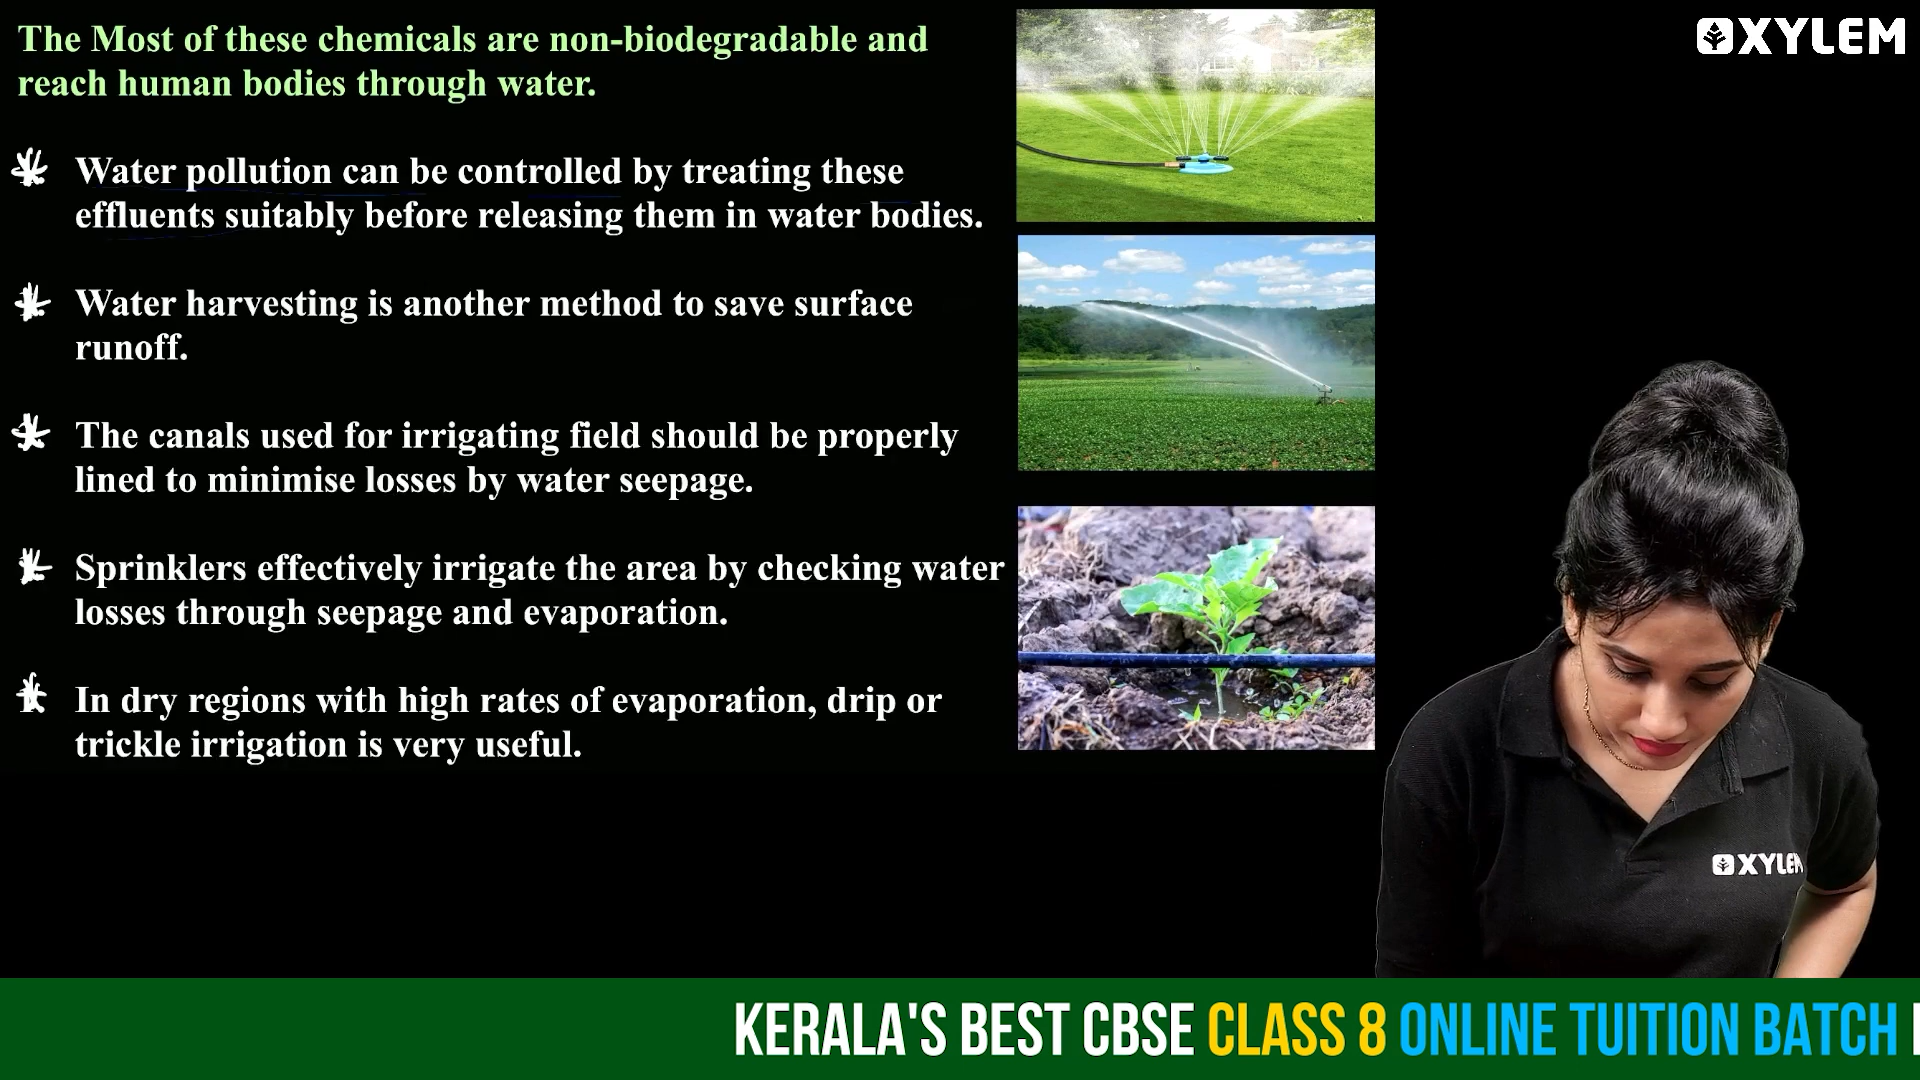 The Most of these chemicals are non-biodegradable and
reach human bodies through water.
Water pollution can be controlled by treating these
effluents suitably before releasing them in water bodies.
Water harvesting is another method to save surface
runoff.
The canals used for irrigating field should be properly
lined to minimise losses by water seepage.
Sprinklers effectively irrigate the area by checking water
losses through seepage and evaporation.
In dry regions with high rates of evaporation, drip or
trickle irrigation is very useful.
XYLEM
XYLEM
KERALA'S BEST CBSE CLASS 8 ONLINE TUITION BATCH